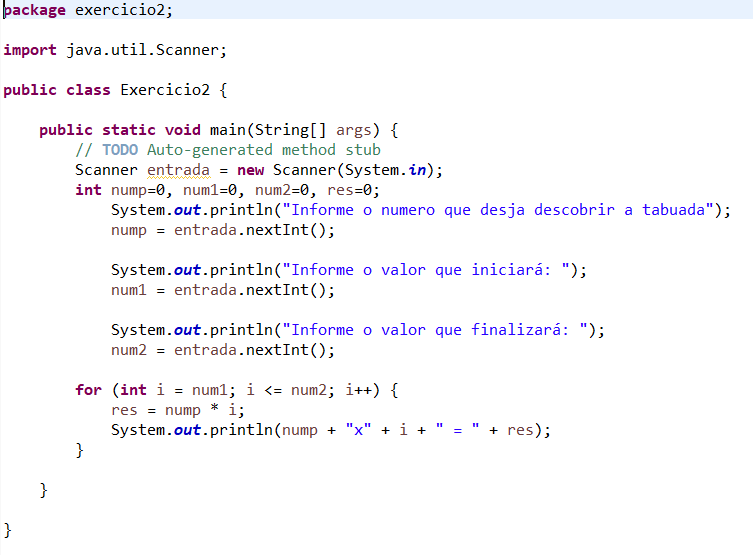 package exercicio2;
import java.util.Scanner;
public class Exercicio2 {
public static void main(String[] args) {
// TODO Auto-generated method stub
Scanner entrada = new Scanner(System.in);
int nump=0, num1=0, num2=0, res=0;
System.out.println("Informe o numero que desja descobrir a tabuada");
nump = entrada.nextInt();
System.out.println("Informe o valor que iniciará: ");
num1 = entrada.nextInt();
System.out.println("Informe o valor que finalizará: ");
num2 = entrada.nextInt();
for (int i = num1; i <= num2; i++) {
res = nump * i;
System.out.println(nump + "x" + i + " = " + res);
}
}
}